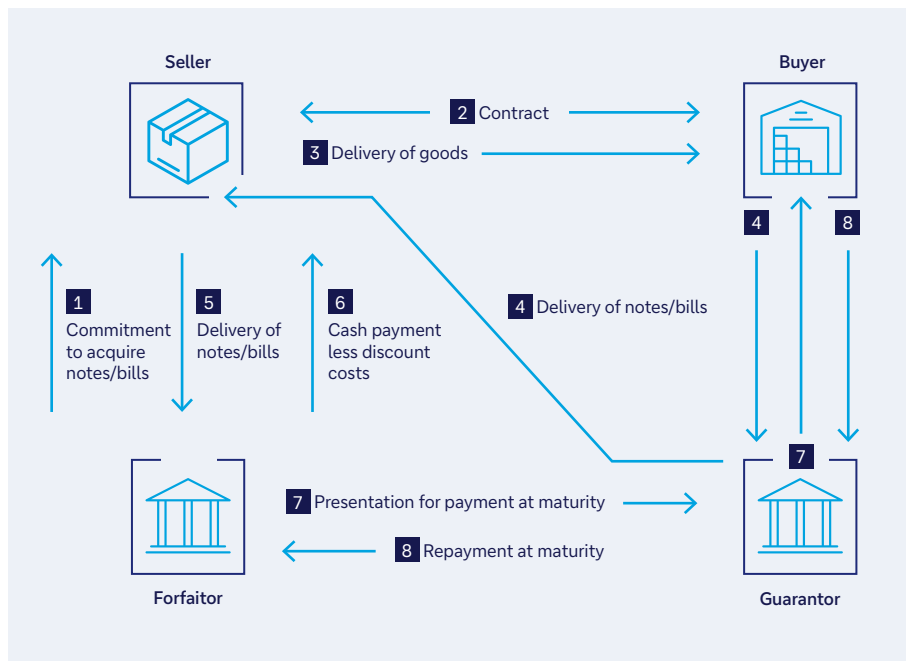 Seller
Buyer
2 Contract
3 Delivery of goods
4
8
1
Commitment
to acquire
notes/bills
5
Delivery of
notes/bills
6
Cash payment
less discount
costs
4 Delivery of notes/bills
7
7 Presentation for payment at maturity
8 Repayment at maturity
Forfaitor
Guarantor